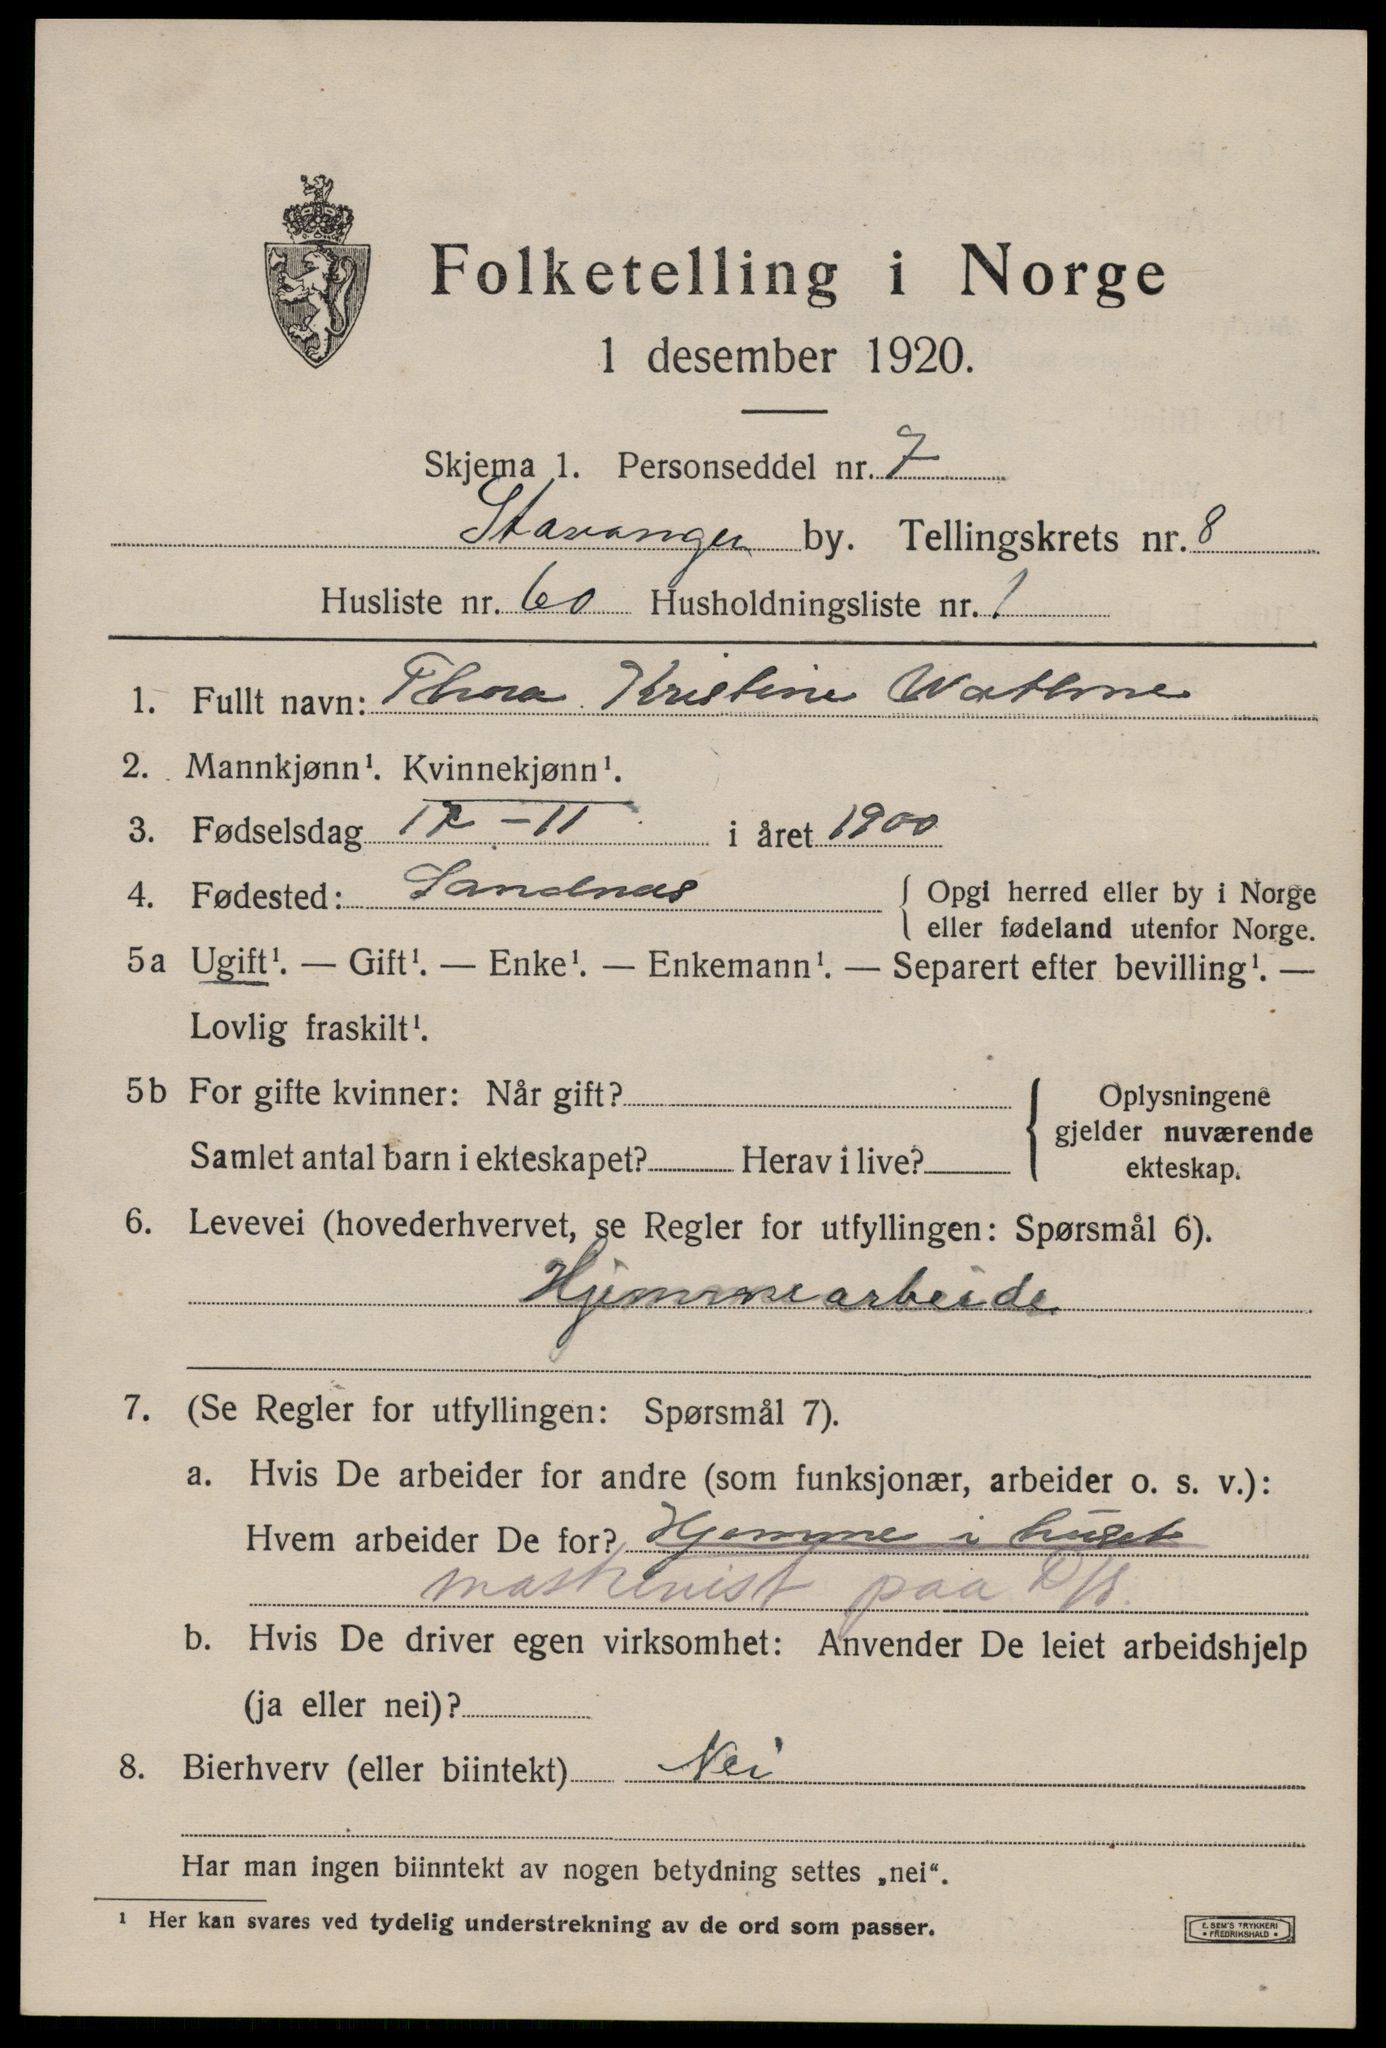 Folketelling i Norge
1 desember 1920.
Skjema 1. Personseddel nr. 7
Stavanger by. Tellingskrets nr. 8
Husliste nr. 60 Husholdningsliste nr. 1
1. Fullt navn: Thora Kristine Wathne
2. Mannkjønn¹. Kvinnekjønn¹.
3. Fødselsdag 12-11 i året 1900
4. Fødested: Sandnes { Opgi herred eller by i Norge
eller fødeland utenfor Norge.
5a Ugift¹. — Gift¹. — Enke¹. — Enkemann¹. — Separert efter bevilling¹. —
Lovlig fraskilt¹.
5b For gifte kvinner: Når gift? { Oplysningene
gjelder nuværende
Samlet antal barn i ekteskapet? Herav i live? ekteskap.
6. Levevei (hovederhvervet, se Regler for utfyllingen: Spørsmål 6).
Hjemmearbeide
7. (Se Regler for utfyllingen: Spørsmål 7).
a. Hvis De arbeider for andre (som funksjonær, arbeider o. s. v.):
Hvem arbeider De for? Hjemme i huset
maskinist paa D/S.
b. Hvis De driver egen virksomhet: Anvender De leiet arbeidshjelp
(ja eller nei)?
8. Bierhverv (eller biintekt) Nei
Har man ingen biinntekt av nogen betydning settes „nei“.
¹ Her kan svares ved tydelig understrekning av de ord som passer.
E. SEM'S TRYKKERI
• FREDRIKSHALD •